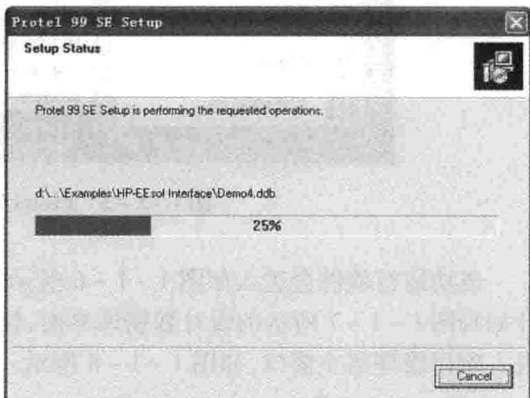 Protel 99 SE Setup
Setup Status
Protel 99 SE Setup is performing the requested operations.
d:\...\Examples\HP-EEsol Interface\Demo4.ddb
25%
Cancel